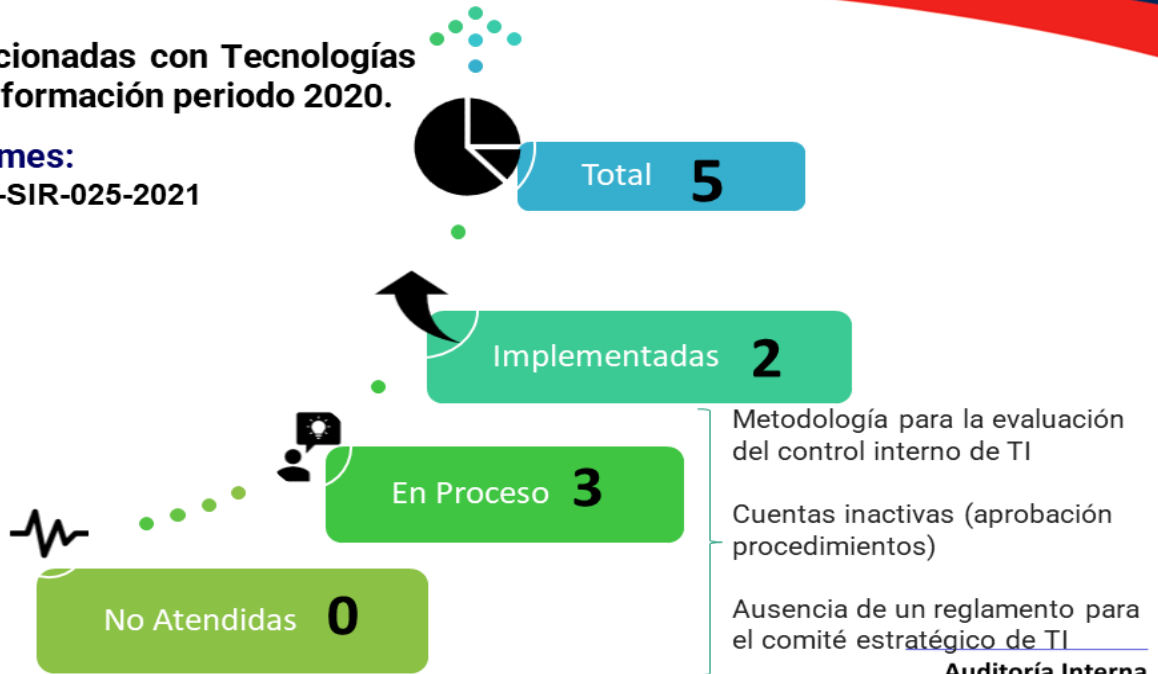 cionadas con Tecnologías
formación periodo 2020.
mes:
-SIR-025-2021
Total 5
Implementadas 2
En Proceso 3
No Atendidas 0
Metodología para la evaluación
del control interno de TI
Cuentas inactivas (aprobación
procedimientos)
Ausencia de un reglamento para
el comité estratégico de TI
Auditoría Interna